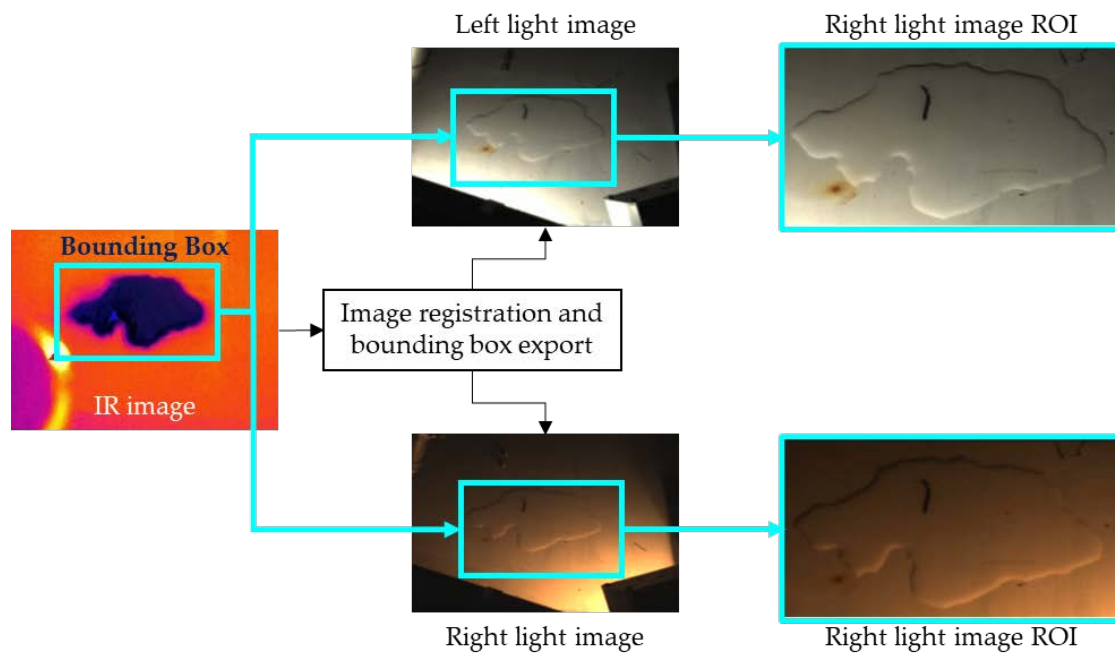 Left light image
Right light image ROI
Bounding Box
Image registration and
bounding box export
IR image
Right light image
Right light image ROI